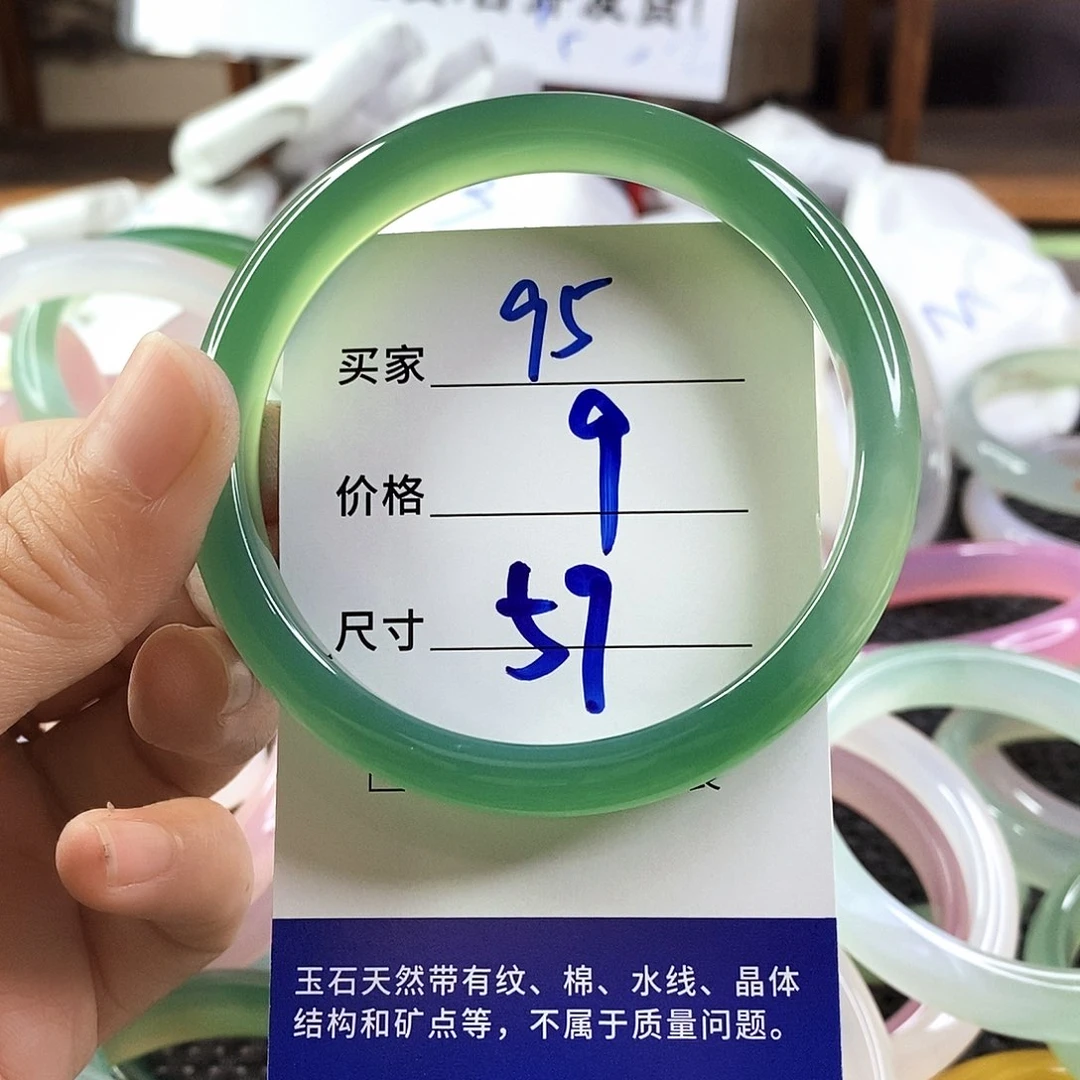 买家 95
价格 9
尺寸 59
玉石天然带有纹、棉、水线、晶体
结构和矿点等，不属于质量问题。